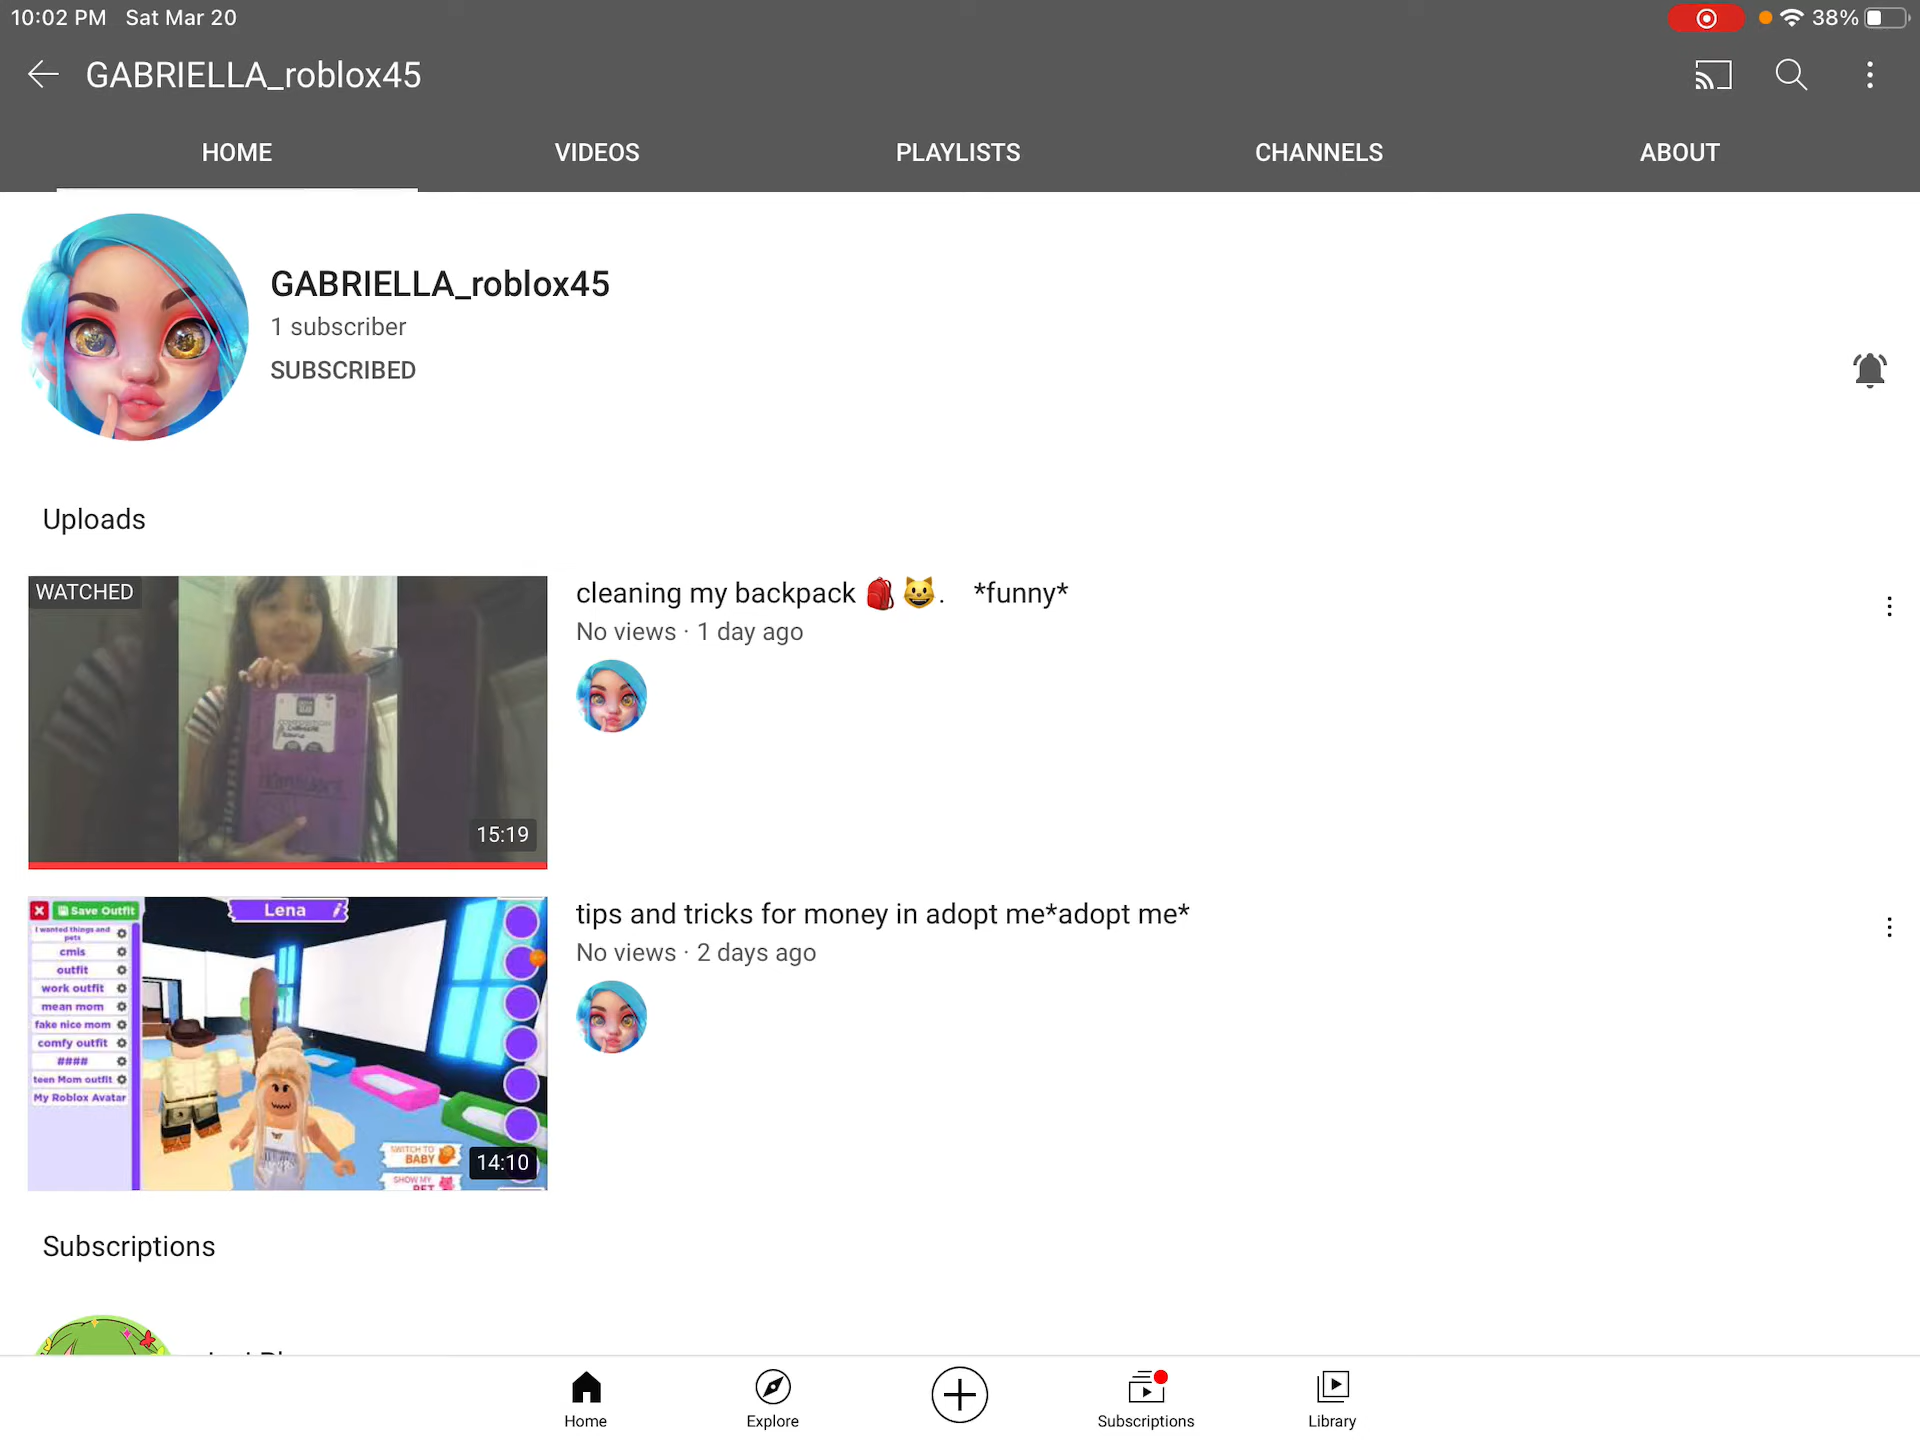 10:02 PM Sat Mar 20
38%
GABRIELLA_roblox45
HOME
VIDEOS
PLAYLISTS
CHANNELS
ABOUT
GABRIELLA_roblox45
1 subscriber
SUBSCRIBED
Uploads
WATCHED
COMPOSITION
15:19
cleaning my backpack 🎒😺. *funny*
No views · 1 day ago
Save Outfit
Lena
I wanted things and
pets
cmis
outfit
work outfit
mean mom
fake nice mom
comfy outfit
####
teen Mom outfit
My Roblox Avatar
SWITCH TO
BABY
SHOW MY
PET
14:10
tips and tricks for money in adopt me*adopt me*
No views · 2 days ago
Subscriptions
Home
Explore
Subscriptions
Library